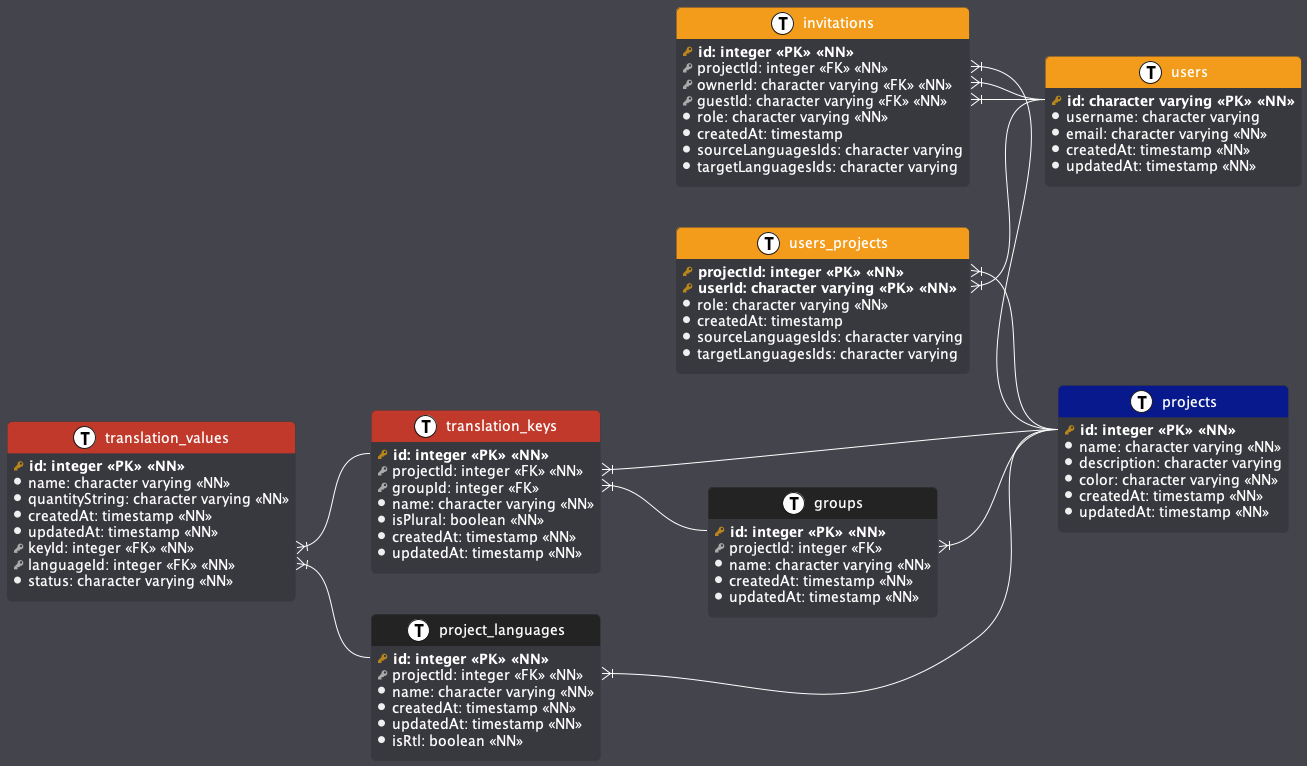 T invitations
id: integer «PK» «NN»
projectId: integer «FK» «NN»
ownerId: character varying «FK» «NN»
guestId: character varying «FK» «NN»
role: character varying «NN»
createdAt: timestamp
sourceLanguagesIds: character varying
targetLanguagesIds: character varying
T users
id: character varying «PK» «NN»
username: character varying
email: character varying «NN»
createdAt: timestamp «NN»
updatedAt: timestamp «NN»
T users_projects
projectId: integer «PK» «NN»
userId: character varying «PK» «NN»
role: character varying «NN»
createdAt: timestamp
sourceLanguagesIds: character varying
targetLanguagesIds: character varying
T projects
id: integer «PK» «NN»
name: character varying «NN»
description: character varying
color: character varying «NN»
createdAt: timestamp «NN»
updatedAt: timestamp «NN»
T translation_values
id: integer «PK» «NN»
name: character varying «NN»
quantityString: character varying «NN»
createdAt: timestamp «NN»
updatedAt: timestamp «NN»
keyId: integer «FK» «NN»
languageId: integer «FK» «NN»
status: character varying «NN»
T translation_keys
id: integer «PK» «NN»
projectId: integer «FK» «NN»
groupId: integer «FK»
name: character varying «NN»
isPlural: boolean «NN»
createdAt: timestamp «NN»
updatedAt: timestamp «NN»
T groups
id: integer «PK» «NN»
projectId: integer «FK»
name: character varying «NN»
createdAt: timestamp «NN»
updatedAt: timestamp «NN»
T project_languages
id: integer «PK» «NN»
projectId: integer «FK» «NN»
name: character varying «NN»
createdAt: timestamp «NN»
updatedAt: timestamp «NN»
isRtl: boolean «NN»